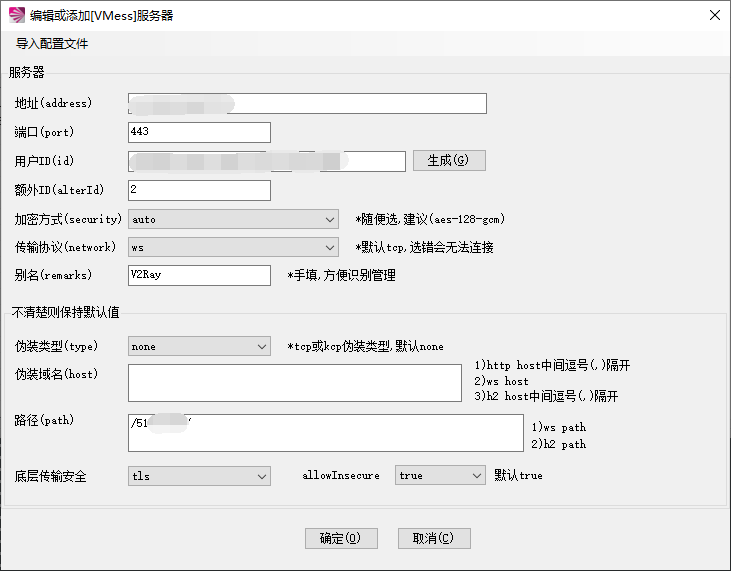 编辑或添加[VMess]服务器
导入配置文件
服务器
地址(address)
端口(port) 443
用户ID(id) 生成(G)
额外ID(alterId) 2
加密方式(security) auto *随便选,建议(aes-128-gcm)
传输协议(network) ws *默认tcp,选错会无法连接
别名(remarks) V2Ray *手填,方便识别管理
不清楚则保持默认值
伪装类型(type) none *tcp或kcp伪装类型,默认none
伪装域名(host)
1)http host中间逗号(,)隔开
2)ws host
3)h2 host中间逗号(,)隔开
路径(path) /51
1)ws path
2)h2 path
底层传输安全 tls allowInsecure true 默认true
确定(O) 取消(C)